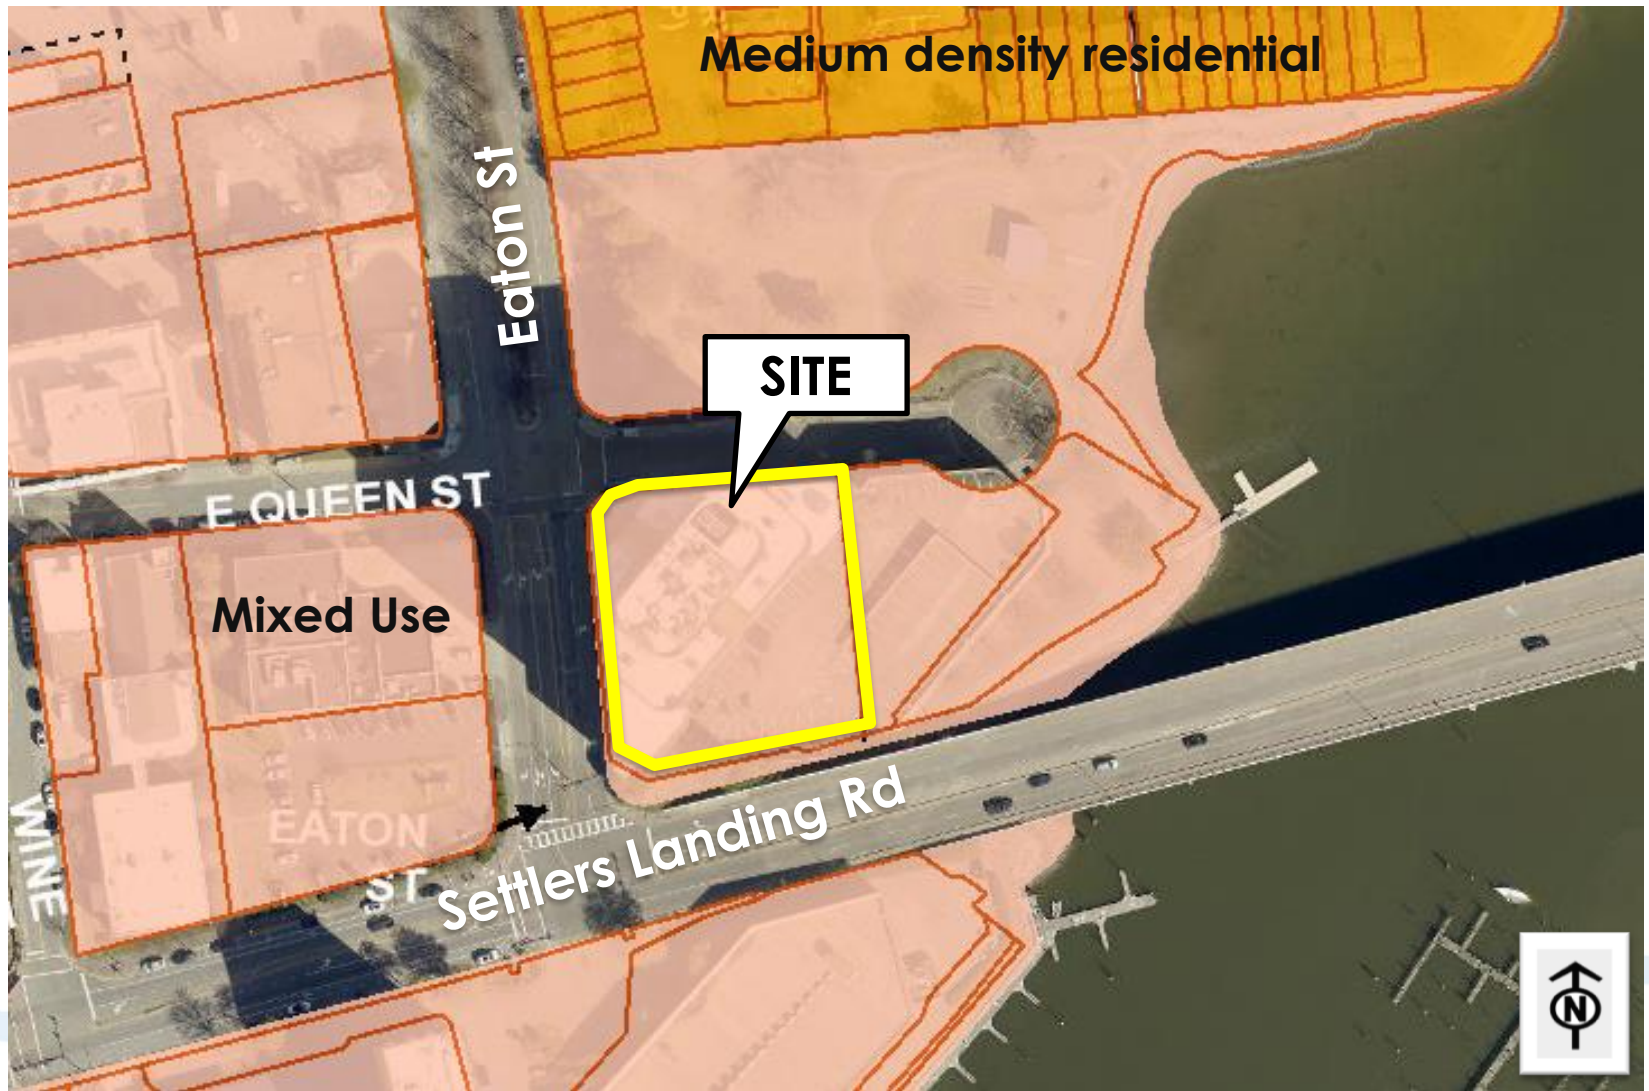 Medium density residential
Eaton St
SITE
E QUEEN ST
Mixed Use
WINE
EATON
ST
Settlers Landing Rd
N